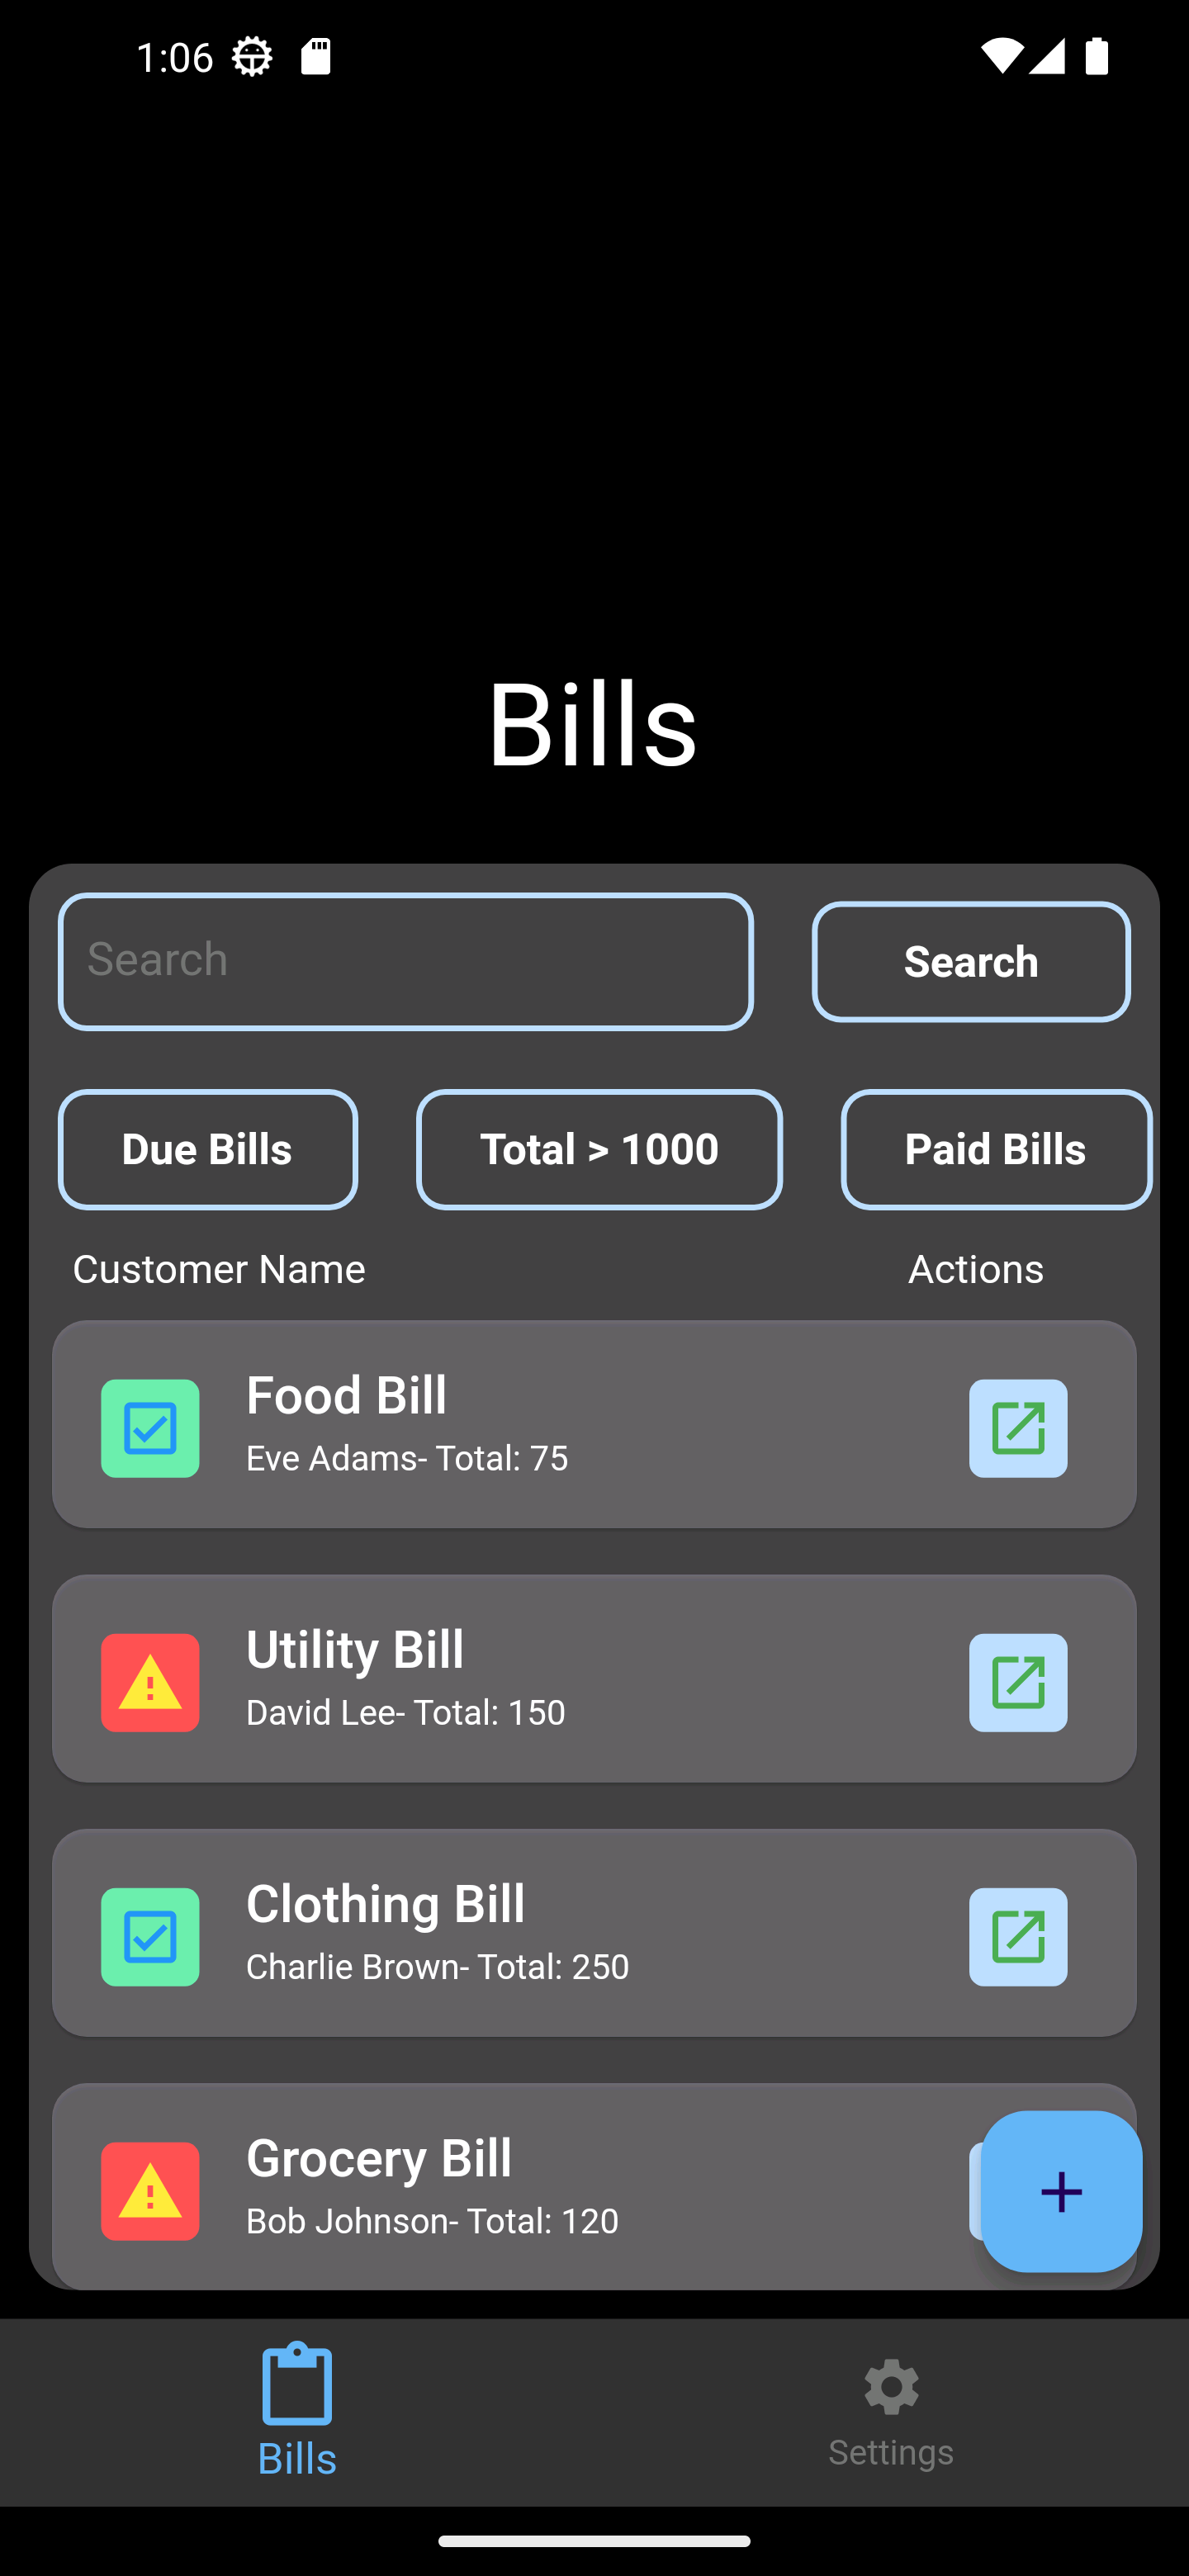 1:06
Bills
Search
Search
Due Bills
Total > 1000
Paid Bills
Customer Name
Actions
Food Bill
Eve Adams- Total: 75
Utility Bill
David Lee- Total: 150
Clothing Bill
Charlie Brown- Total: 250
Grocery Bill
Bob Johnson- Total: 120
Bills
Settings